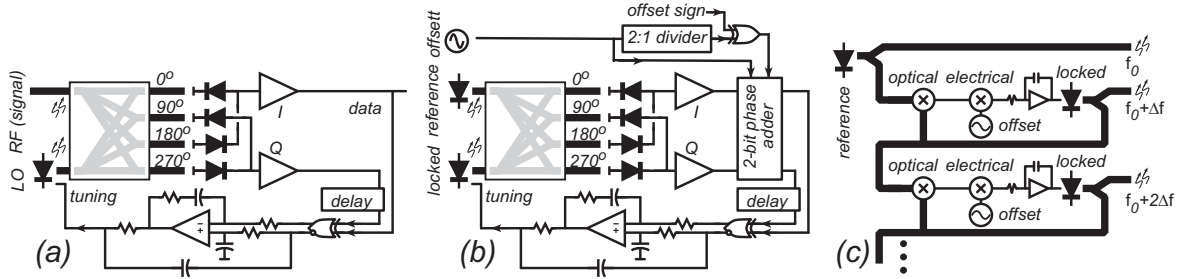 RF (signal)
LO
0°
90°
180°
270°
I
Q
data
delay
tuning
(a)
offset sign
2:1 divider
locked reference offsett
0°
90°
180°
270°
I
Q
2-bit phase
adder
delay
tuning
(b)
reference
f0
optical electrical locked
offset
f0+Δf
optical electrical locked
offset
f0+2Δf
(c)